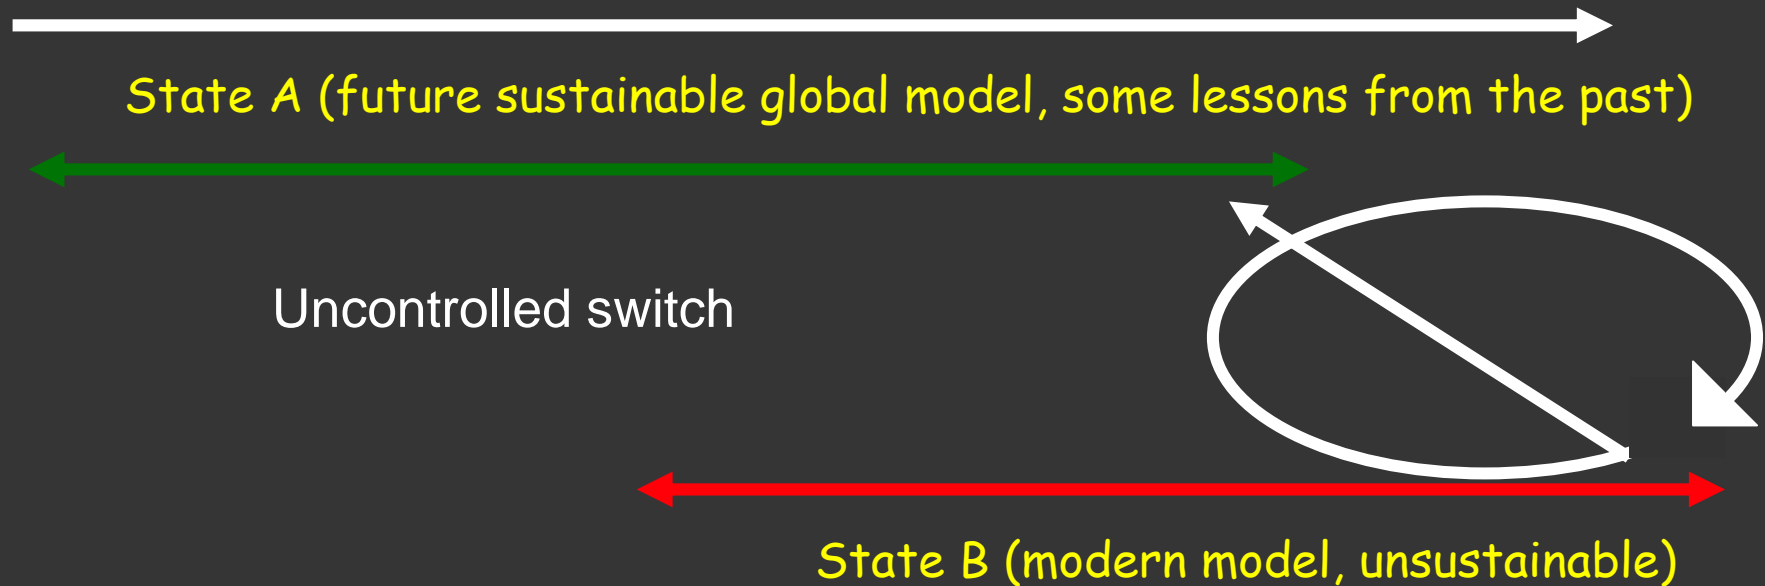 State A (future sustainable global model, some lessons from the past)
Uncontrolled switch
State B (modern model, unsustainable)